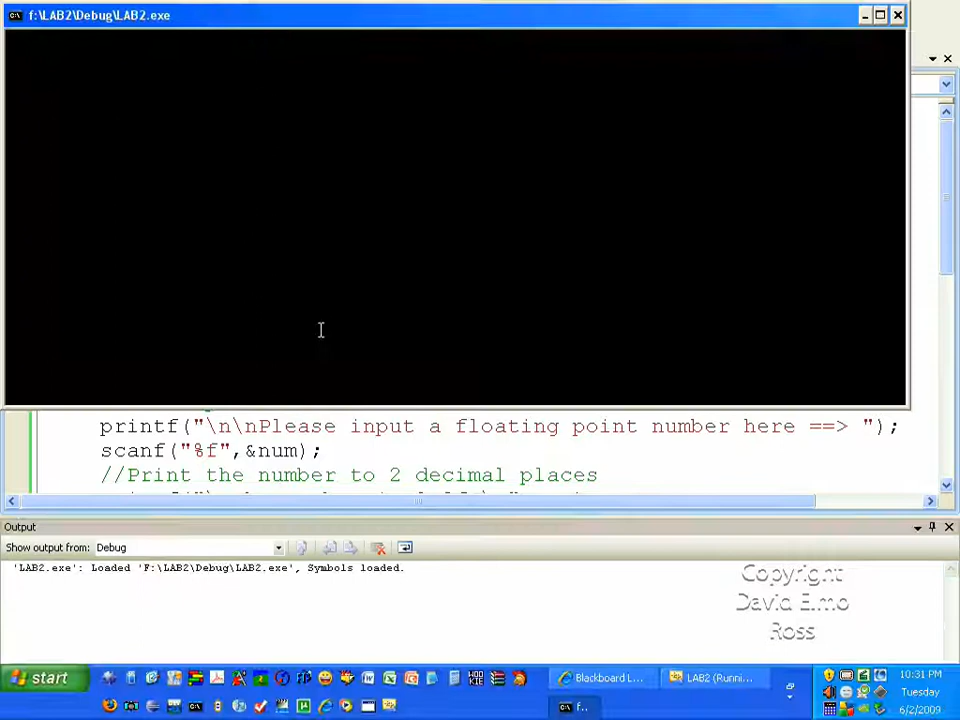 f:\LAB2\Debug\LAB2.exe
printf("\n\nPlease input a floating point number here ==> ");
scanf("%f",&num);
//Print the number to 2 decimal places
Output
Show output from: Debug
'LAB2.exe': Loaded 'F:\LAB2\Debug\LAB2.exe', Symbols loaded.
Copyright
David Elmo
Ross
start
Blackboard L...
LAB2 (Runni...
f..
10:31 PM
Tuesday
6/2/2009